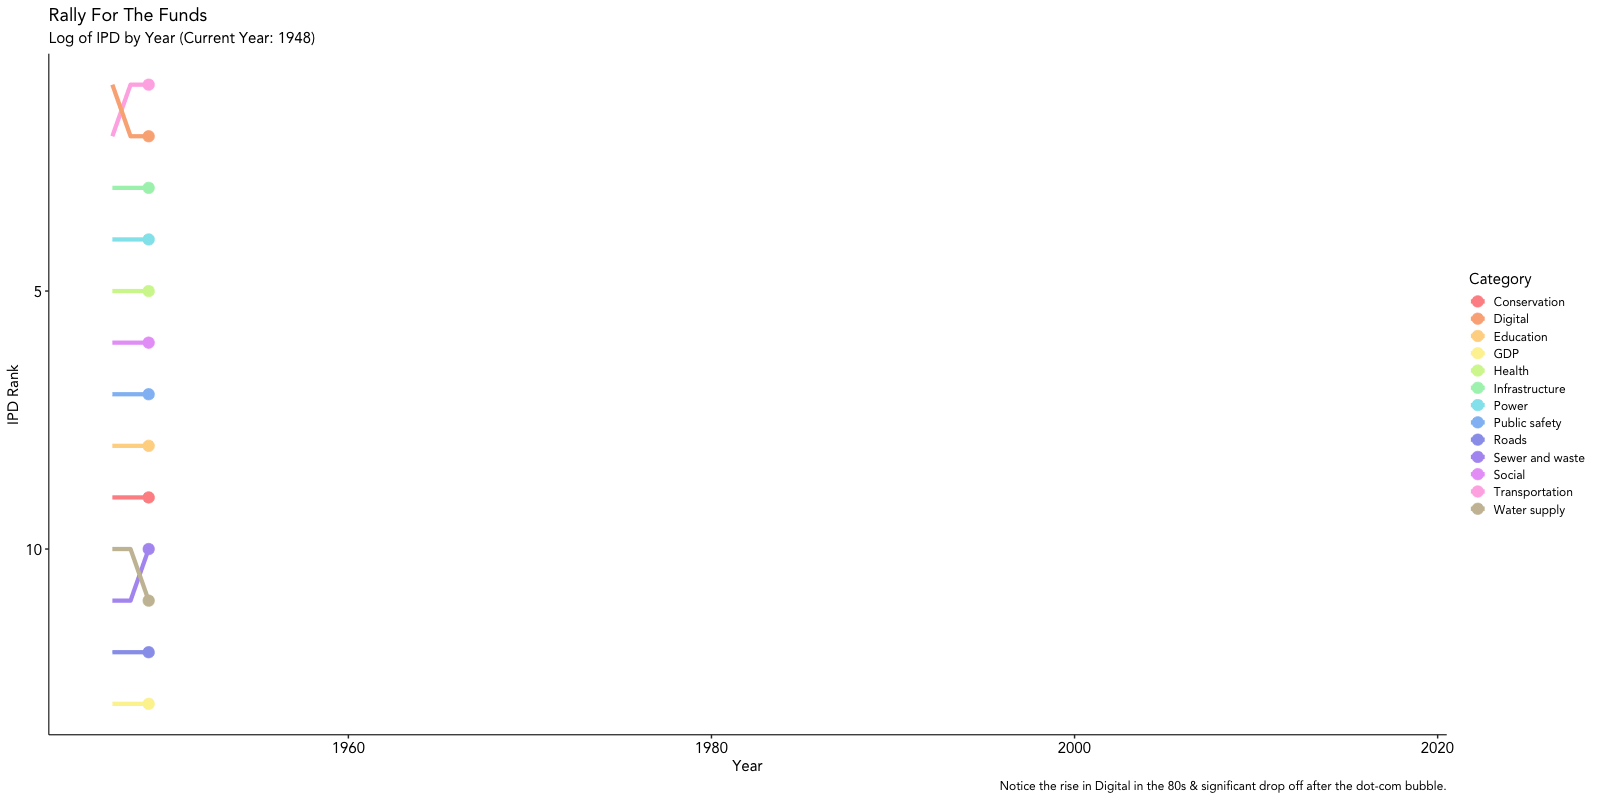 Rally For The Funds
Log of IPD by Year (Current Year: 1948)
5
10
IPD Rank
1960
1980
2000
2020
Year
Category
Conservation
Digital
Education
GDP
Health
Infrastructure
Power
Public safety
Roads
Sewer and waste
Social
Transportation
Water supply
Notice the rise in Digital in the 80s & significant drop off after the dot-com bubble.